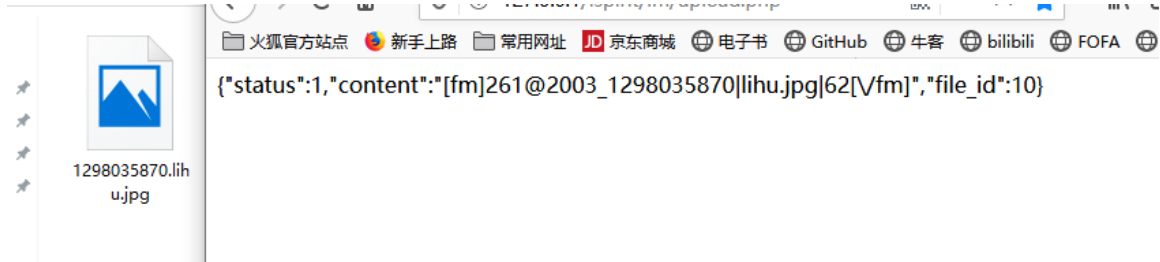 火狐官方站点 新手上路 常用网址 JD 京东商城 电子书 GitHub 牛客 bilibili FOFA
{"status":1,"content":"[fm]261@2003_1298035870|lihu.jpg|62[\/fm]","file_id":10}
1298035870.lih
u.jpg